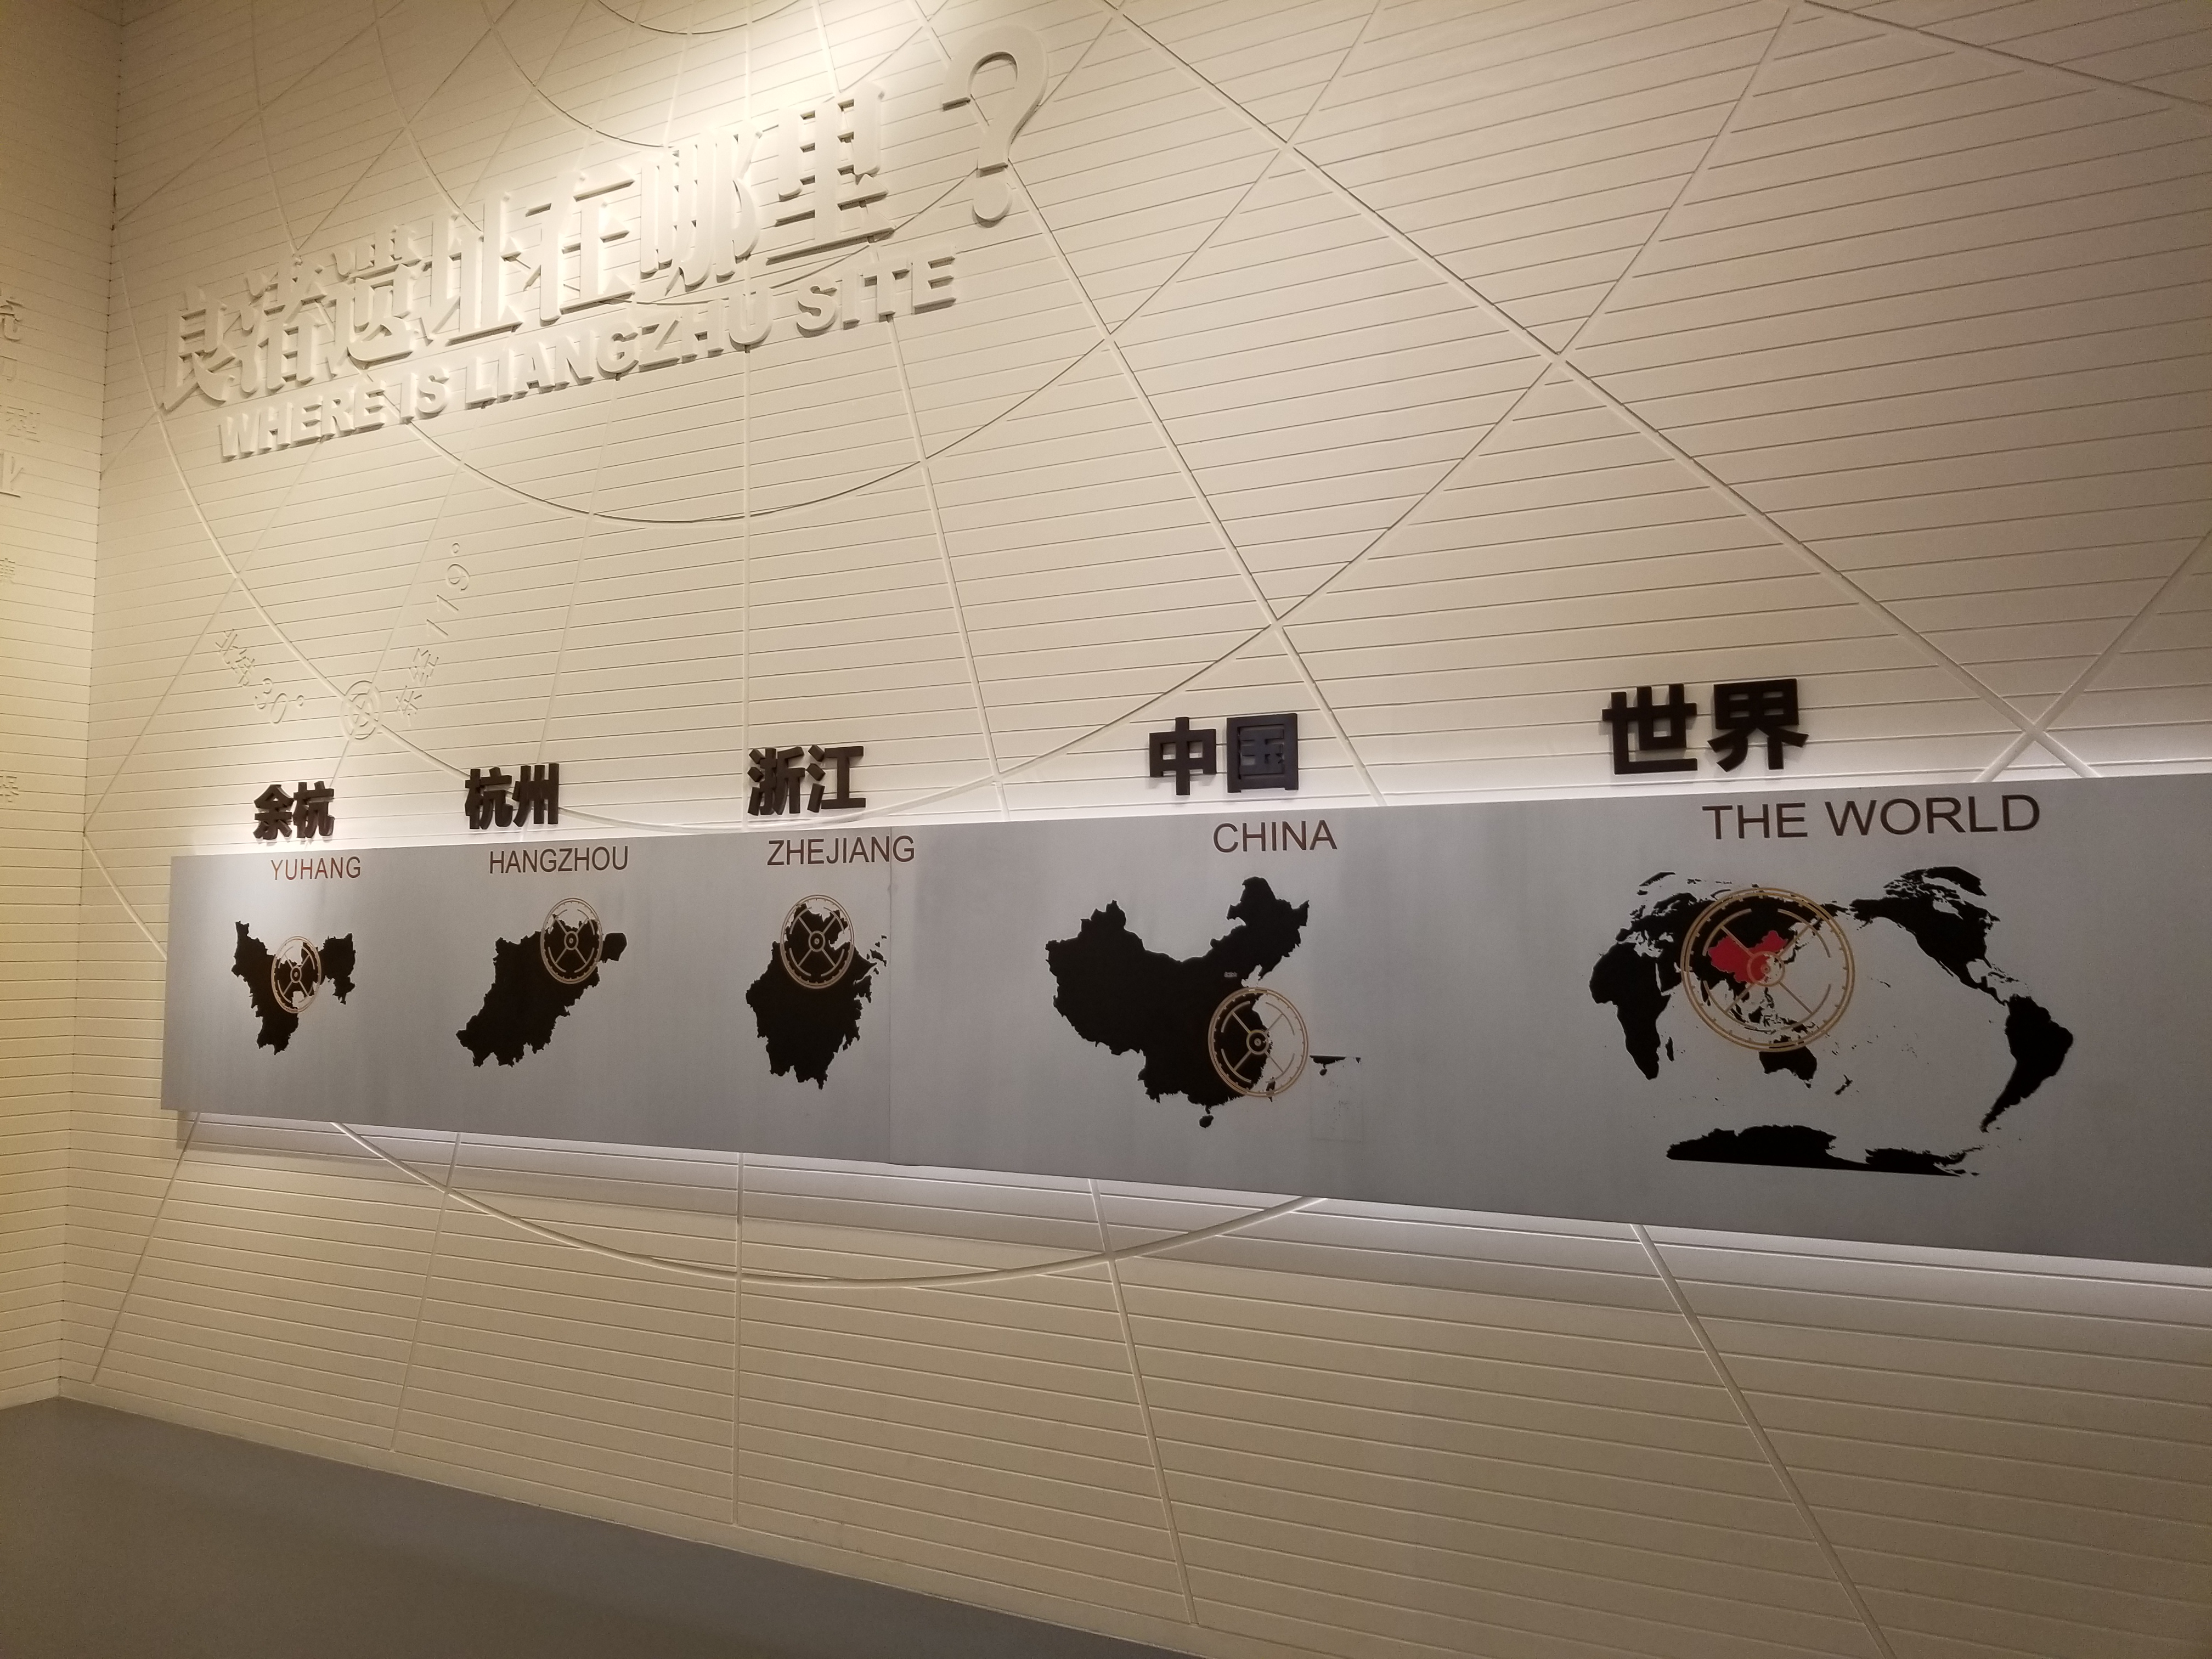 良渚遗址在哪里？
WHERE IS LIANGZHU SITE
北纬30°
东经119°
余杭
杭州
浙江
中国
世界
YUHANG
HANGZHOU
ZHEJIANG
CHINA
THE WORLD